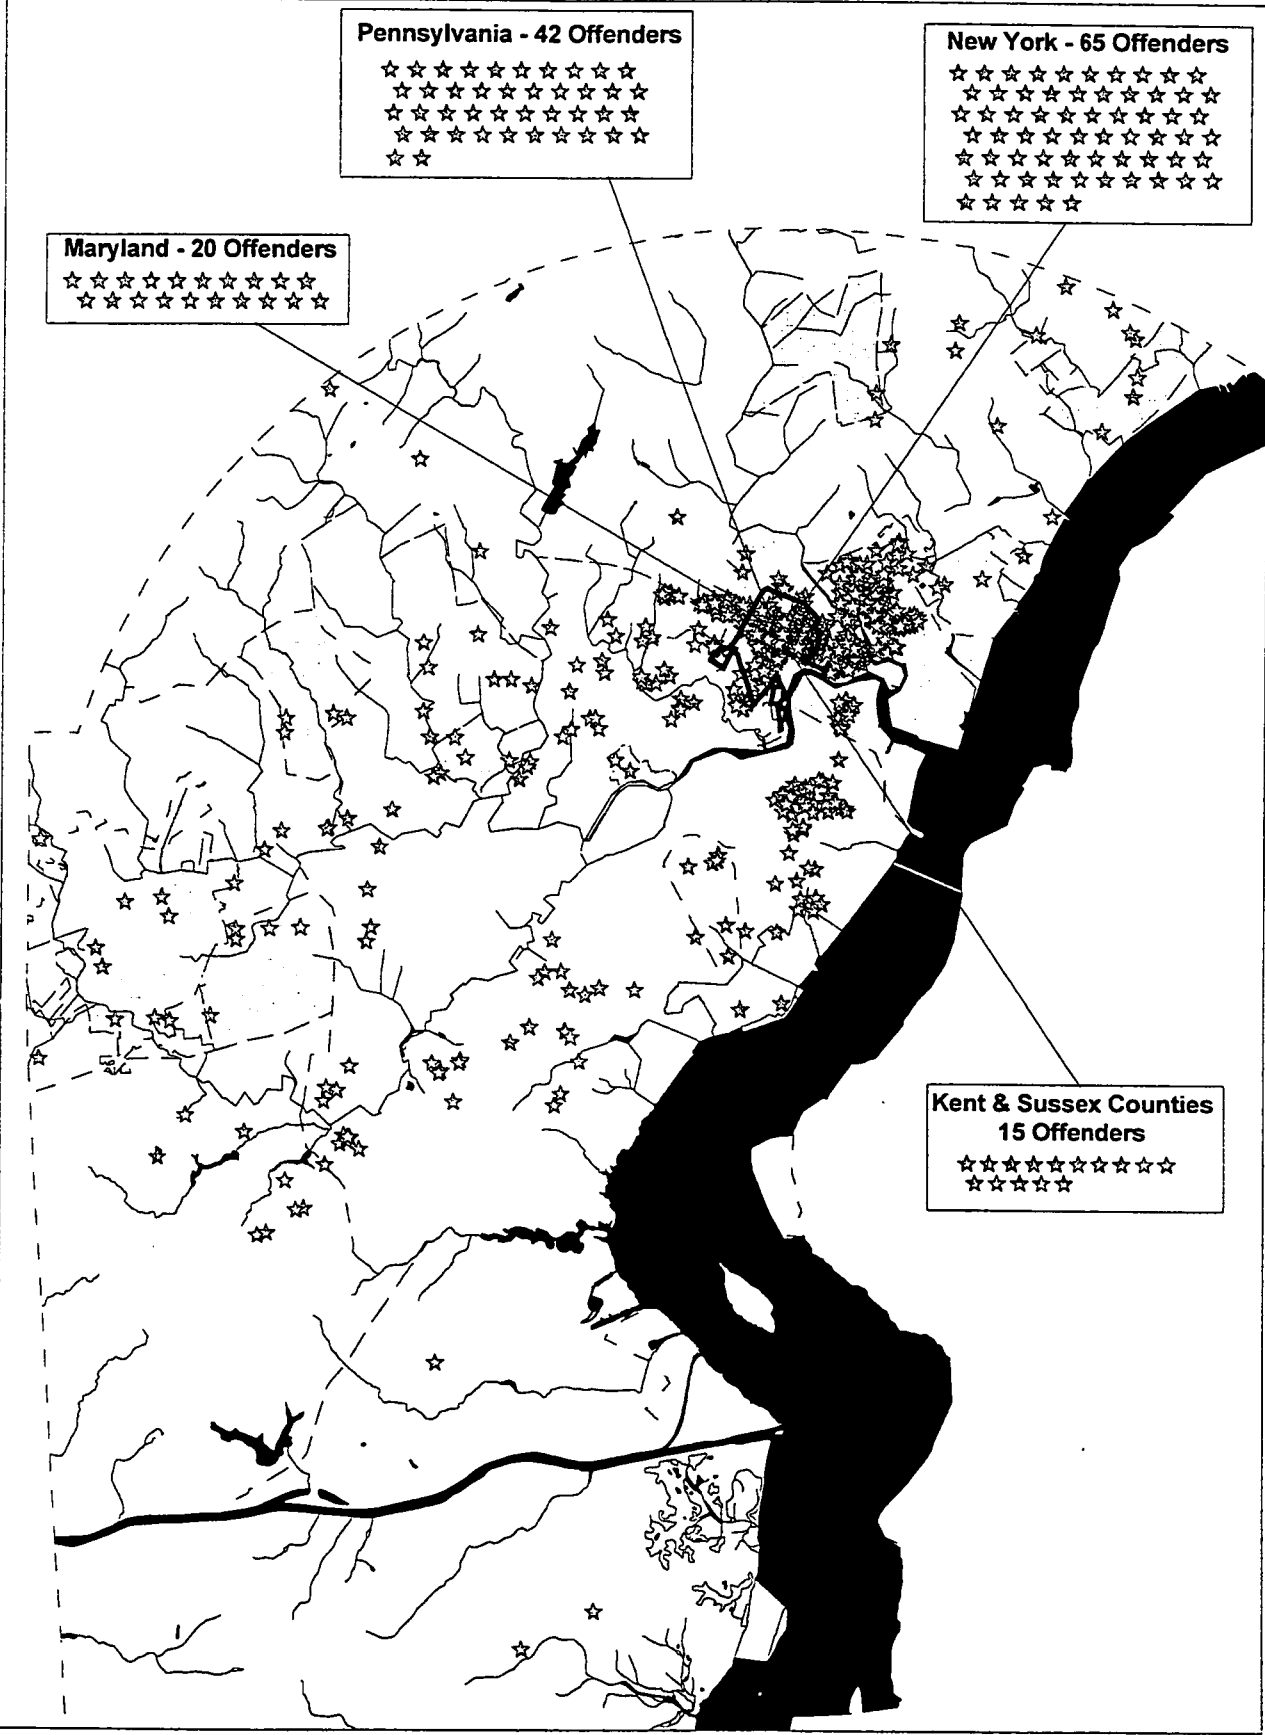 Pennsylvania - 42 Offenders
New York - 65 Offenders
Maryland - 20 Offenders
Kent & Sussex Counties
15 Offenders